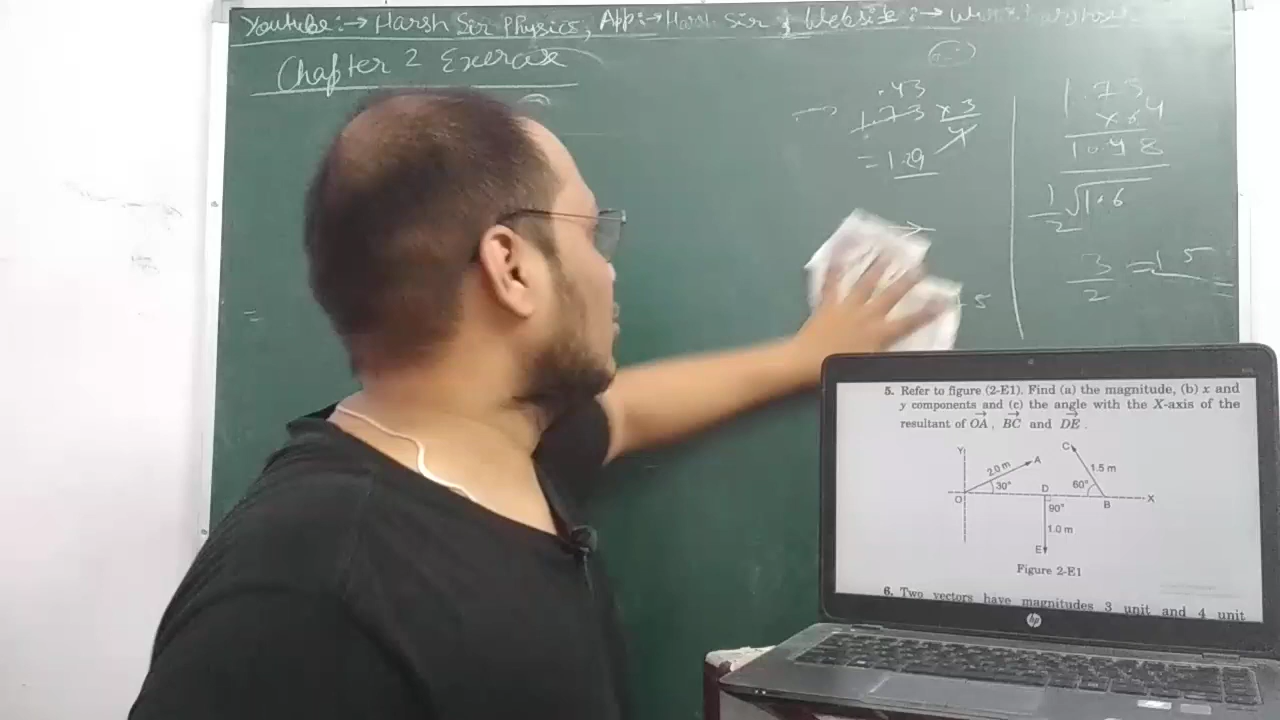 Youtube:→ Harsh Sir Physics, App:→ Harsh Sir, Website:→
Chapter 2 Exercise
.43
1.73 × 3
4
= 1.29
=
5
1.75
× .4
10.48
1/2 √1.6
3/2 = 1.5
5. Refer to figure (2-E1). Find (a) the magnitude, (b) x and
y components and (c) the angle with the X-axis of the
resultant of OA, BC and DE.
Y
C
A
2.0 m
1.5 m
30°
60°
O
D
B
X
90°
1.0 m
E
Figure 2-E1
6. Two vectors have magnitudes 3 unit and 4 unit
hp